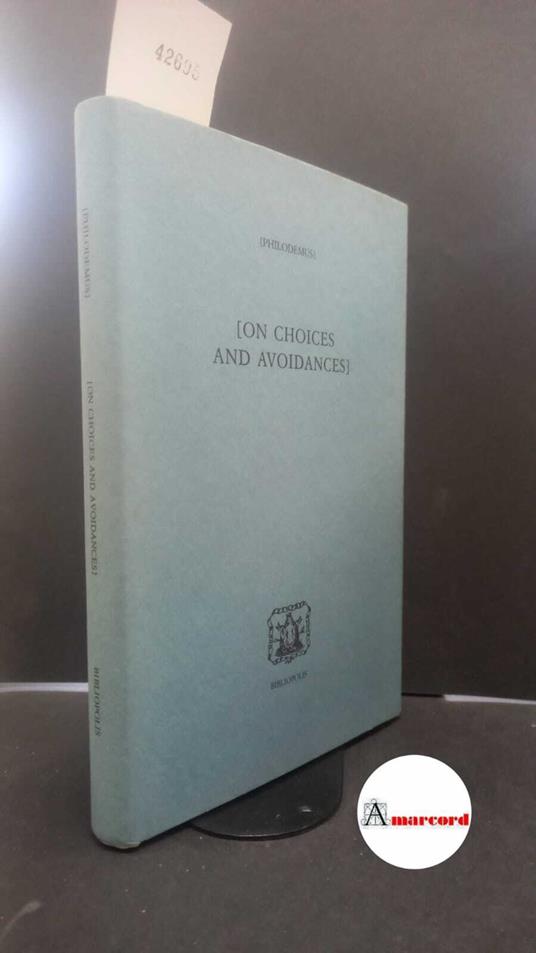 42695
[PHILODEMUS]
[ON CHOICES
AND AVOIDANCES]
BIBLIOPOLIS
[PHILODEMUS]
[ON CHOICES AND AVOIDANCES]
BIBLIOPOLIS
Amarcord